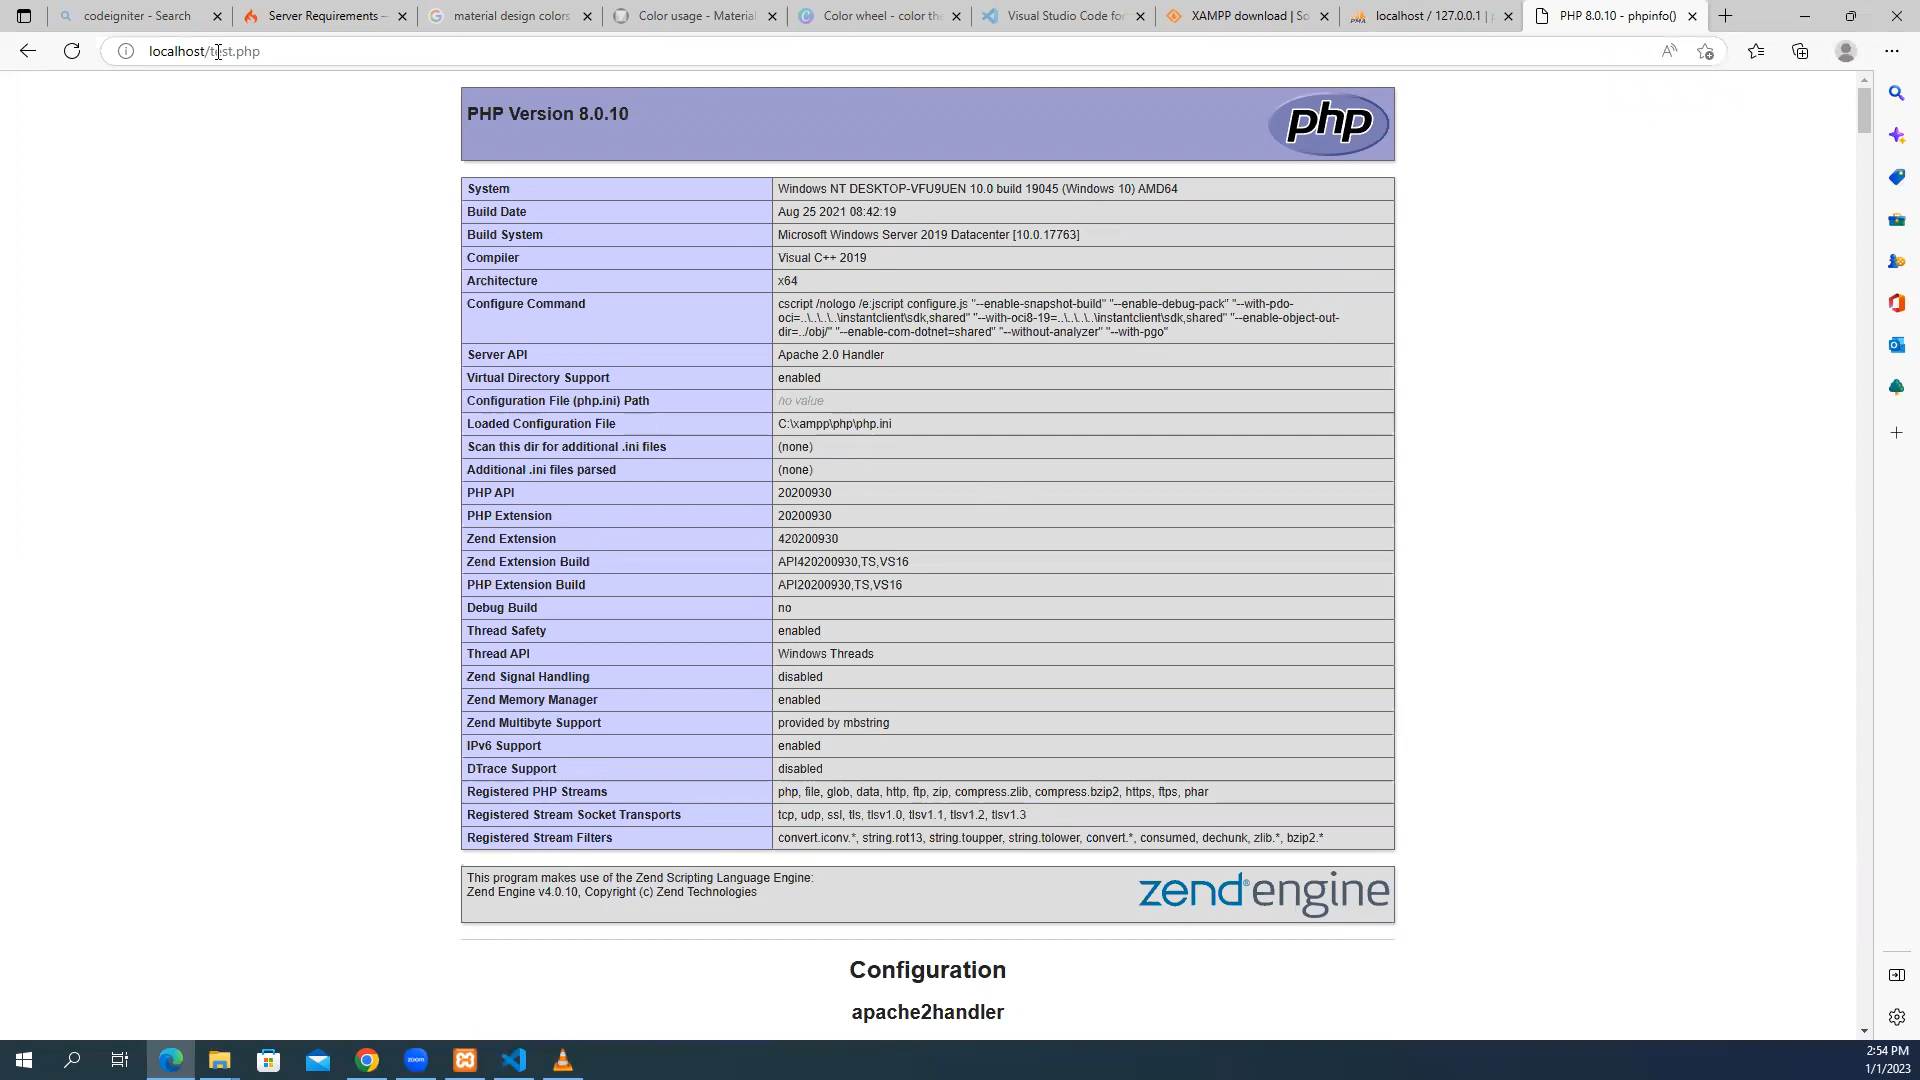 codeigniter - Search
Server Requirements —
material design colors
Color usage - Material
Color wheel - color the
Visual Studio Code for
XAMPP download | So
localhost / 127.0.0.1 | p
PHP 8.0.10 - phpinfo()
localhost/test.php
PHP Version 8.0.10
php
System Windows NT DESKTOP-VFU9UEN 10.0 build 19045 (Windows 10) AMD64
Build Date Aug 25 2021 08:42:19
Build System Microsoft Windows Server 2019 Datacenter [10.0.17763]
Compiler Visual C++ 2019
Architecture x64
Configure Command cscript /nologo /e:jscript configure.js "--enable-snapshot-build" "--enable-debug-pack" "--with-pdo-
oci=..\..\..\..\instantclient\sdk,shared" "--with-oci8-19=..\..\..\..\instantclient\sdk,shared" "--enable-object-out-
dir=../obj/" "--enable-com-dotnet=shared" "--without-analyzer" "--with-pgo"
Server API Apache 2.0 Handler
Virtual Directory Support enabled
Configuration File (php.ini) Path no value
Loaded Configuration File C:\xampp\php\php.ini
Scan this dir for additional .ini files (none)
Additional .ini files parsed (none)
PHP API 20200930
PHP Extension 20200930
Zend Extension 420200930
Zend Extension Build API420200930,TS,VS16
PHP Extension Build API20200930,TS,VS16
Debug Build no
Thread Safety enabled
Thread API Windows Threads
Zend Signal Handling disabled
Zend Memory Manager enabled
Zend Multibyte Support provided by mbstring
IPv6 Support enabled
DTrace Support disabled
Registered PHP Streams php, file, glob, data, http, ftp, zip, compress.zlib, compress.bzip2, https, ftps, phar
Registered Stream Socket Transports tcp, udp, ssl, tls, tlsv1.0, tlsv1.1, tlsv1.2, tlsv1.3
Registered Stream Filters convert.iconv.*, string.rot13, string.toupper, string.tolower, convert.*, consumed, dechunk, zlib.*, bzip2.*
This program makes use of the Zend Scripting Language Engine:
Zend Engine v4.0.10, Copyright (c) Zend Technologies
zend engine
Configuration
apache2handler
zoom
2:54 PM
1/1/2023